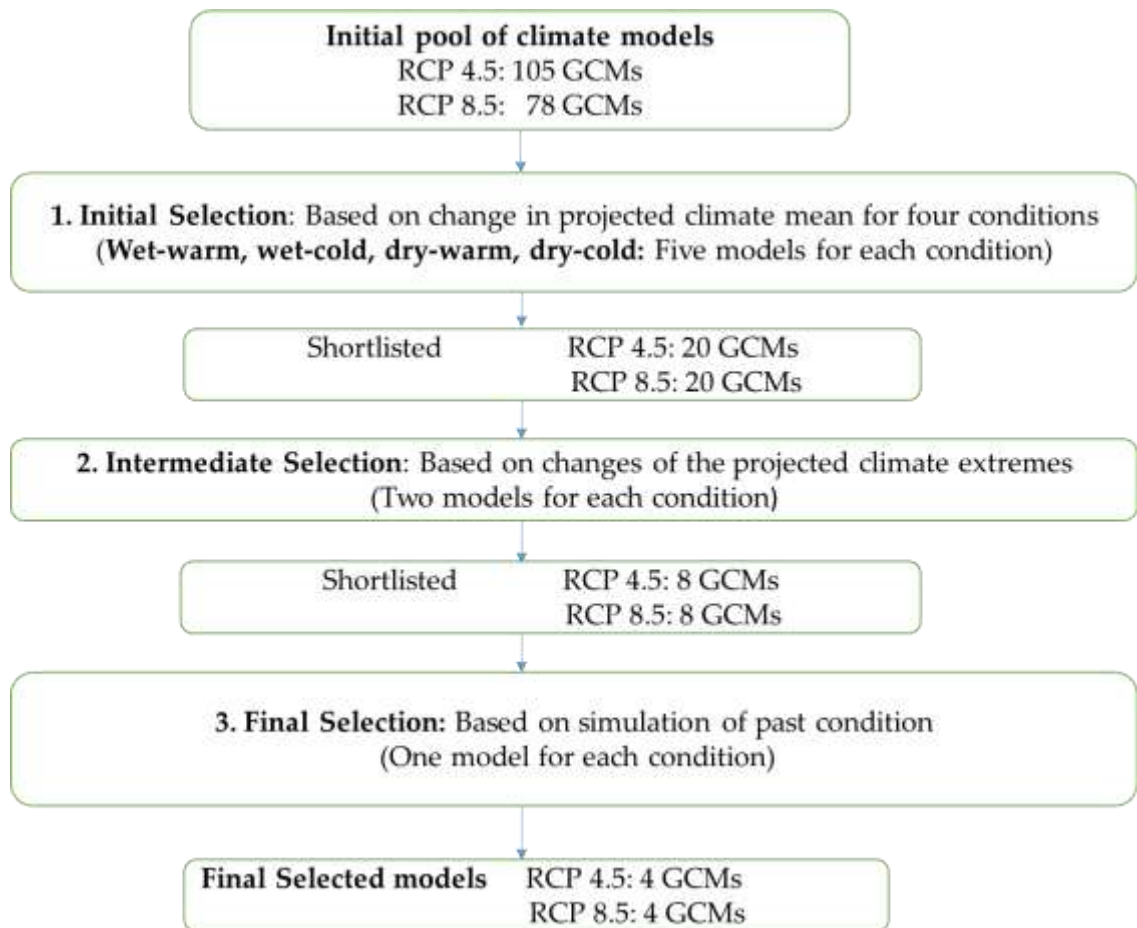 Initial pool of climate models
RCP 4.5: 105 GCMs
RCP 8.5: 78 GCMs
1. Initial Selection: Based on change in projected climate mean for four conditions
(Wet-warm, wet-cold, dry-warm, dry-cold: Five models for each condition)
Shortlisted RCP 4.5: 20 GCMs
RCP 8.5: 20 GCMs
2. Intermediate Selection: Based on changes of the projected climate extremes
(Two models for each condition)
Shortlisted RCP 4.5: 8 GCMs
RCP 8.5: 8 GCMs
3. Final Selection: Based on simulation of past condition
(One model for each condition)
Final Selected models RCP 4.5: 4 GCMs
RCP 8.5: 4 GCMs